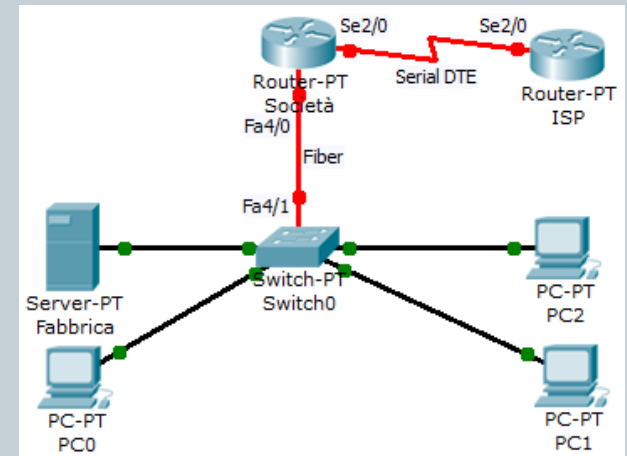 Se2/0
Se2/0
Serial DTE
Router-PT
Società
Router-PT
ISP
Fa4/0
Fiber
Fa4/1
Server-PT
Fabbrica
Switch-PT
Switch0
PC-PT
PC2
PC-PT
PC0
PC-PT
PC1